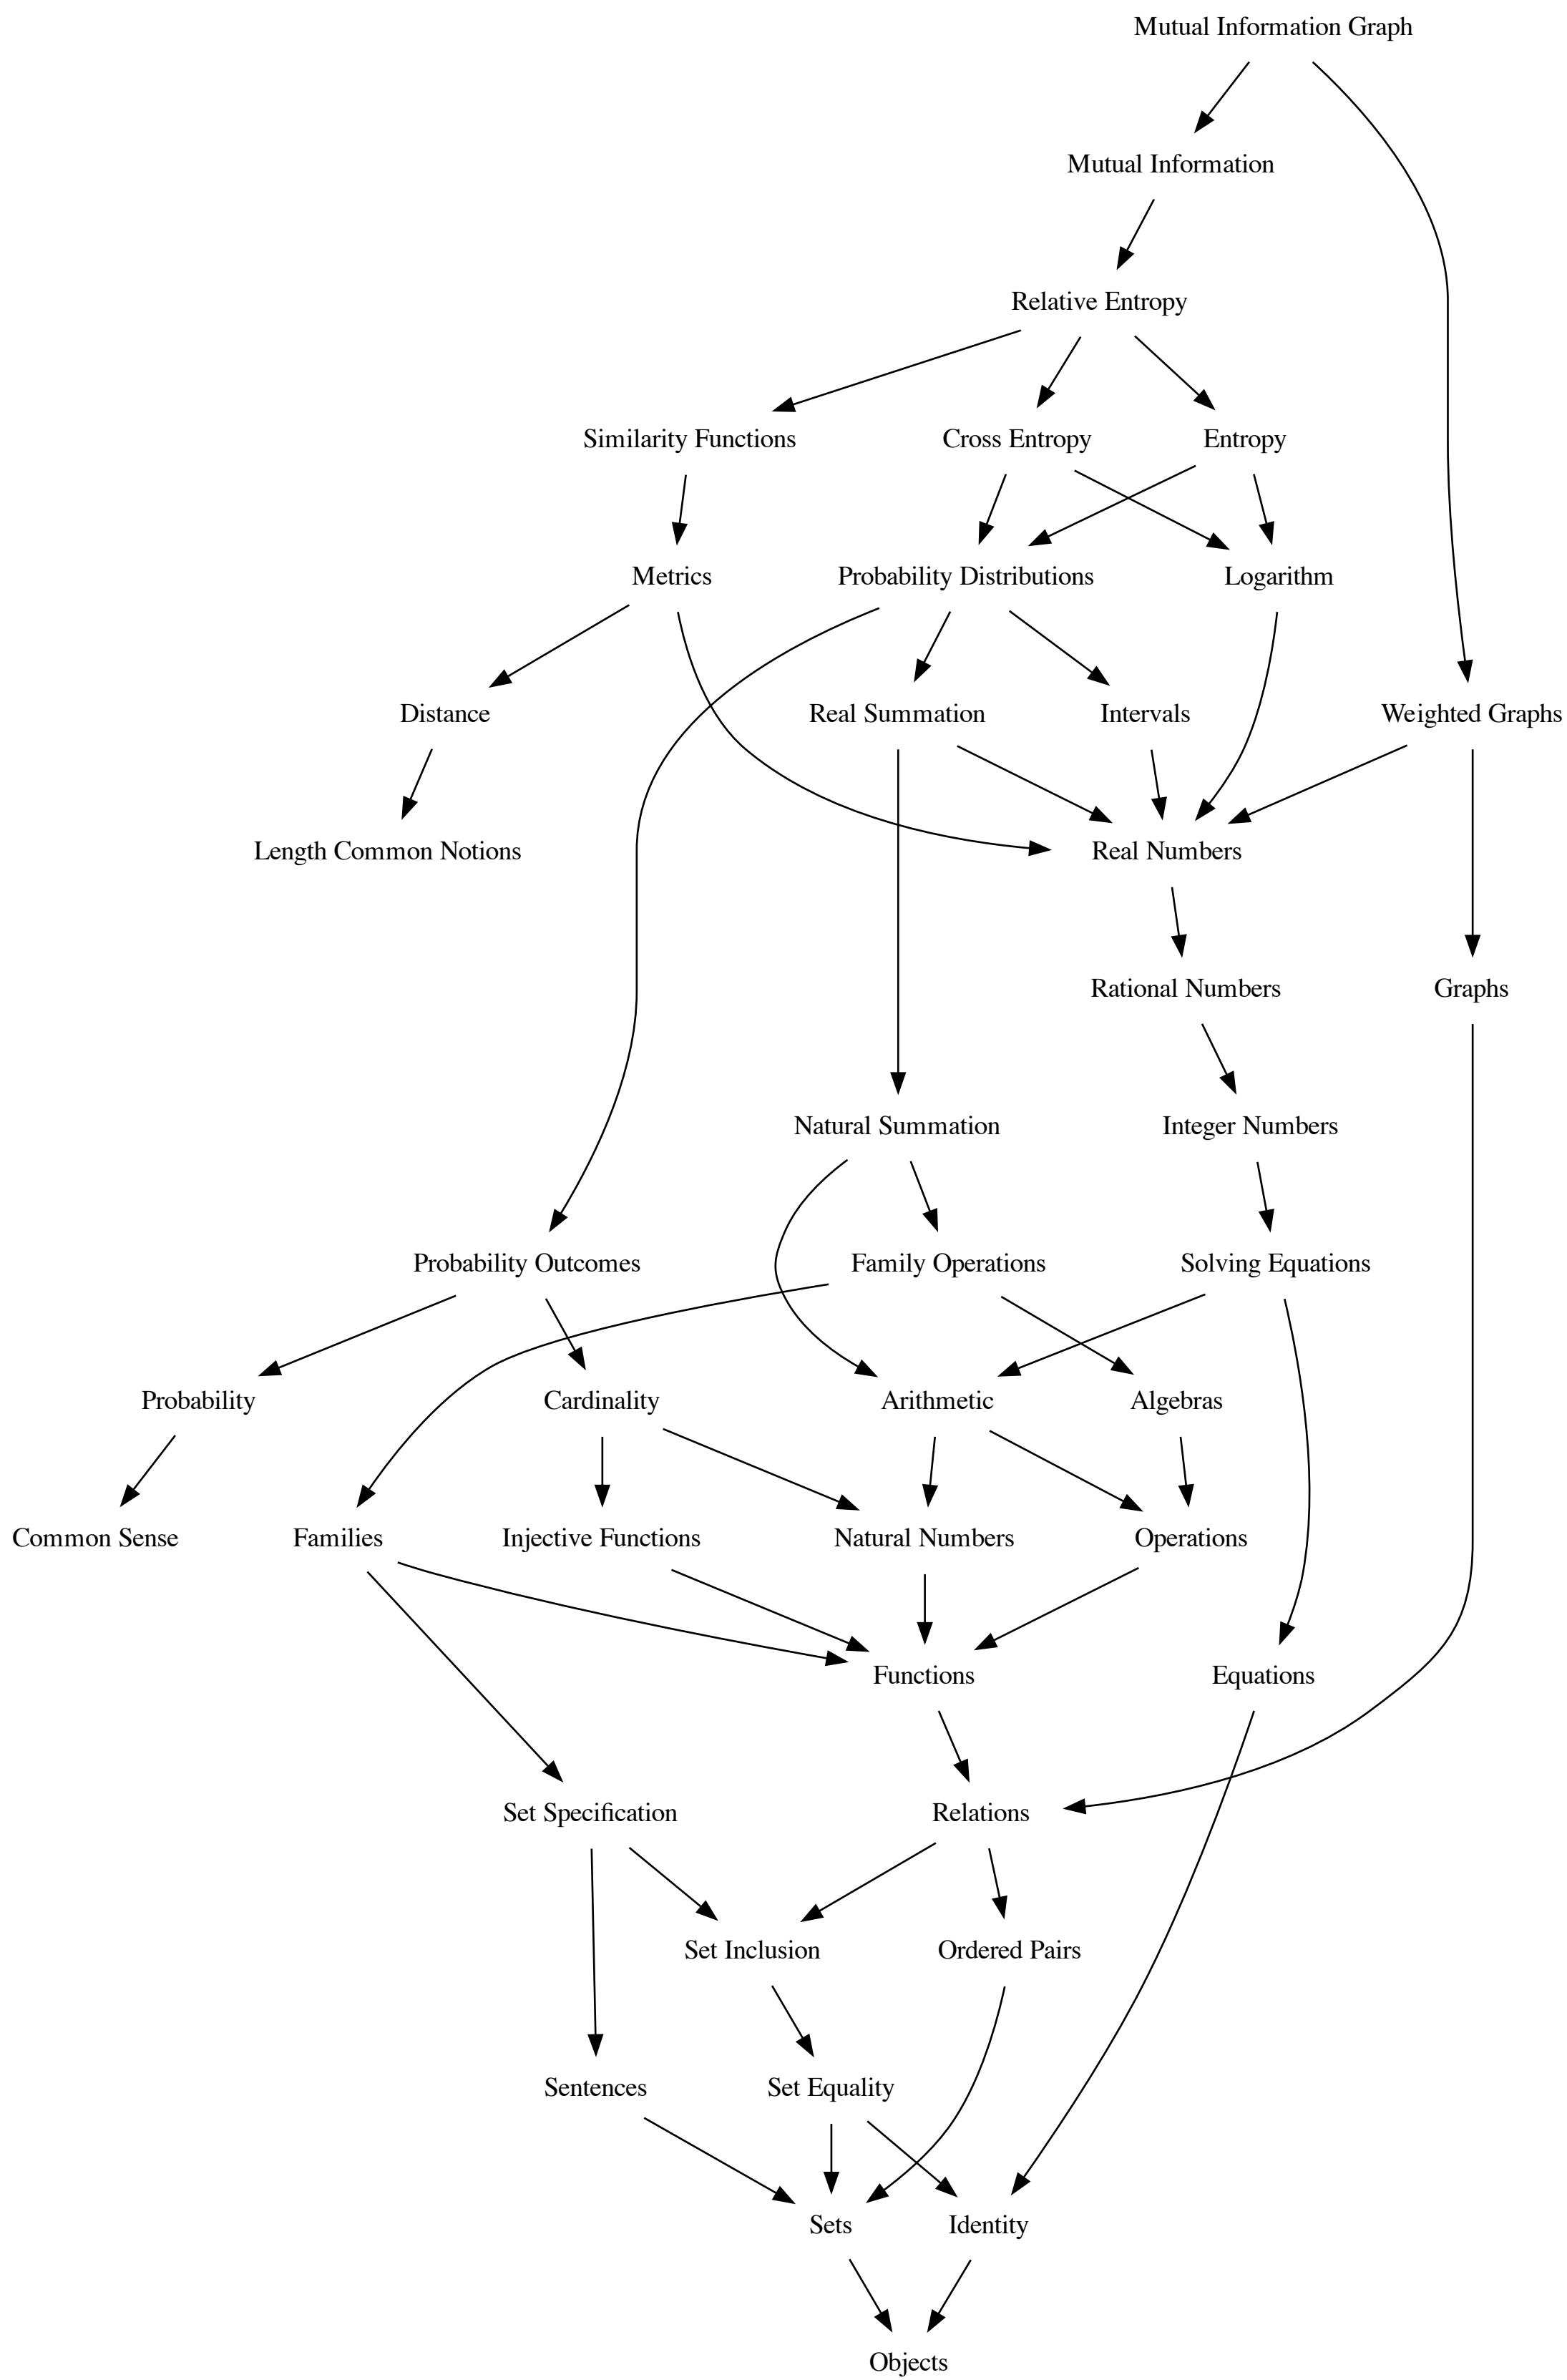 Mutual Information Graph
Mutual Information
Relative Entropy
Similarity Functions
Cross Entropy
Entropy
Metrics
Probability Distributions
Logarithm
Distance
Real Summation
Intervals
Weighted Graphs
Length Common Notions
Real Numbers
Rational Numbers
Graphs
Natural Summation
Integer Numbers
Probability Outcomes
Family Operations
Solving Equations
Probability
Cardinality
Arithmetic
Algebras
Common Sense
Families
Injective Functions
Natural Numbers
Operations
Functions
Equations
Set Specification
Relations
Set Inclusion
Ordered Pairs
Sentences
Set Equality
Sets
Identity
Objects